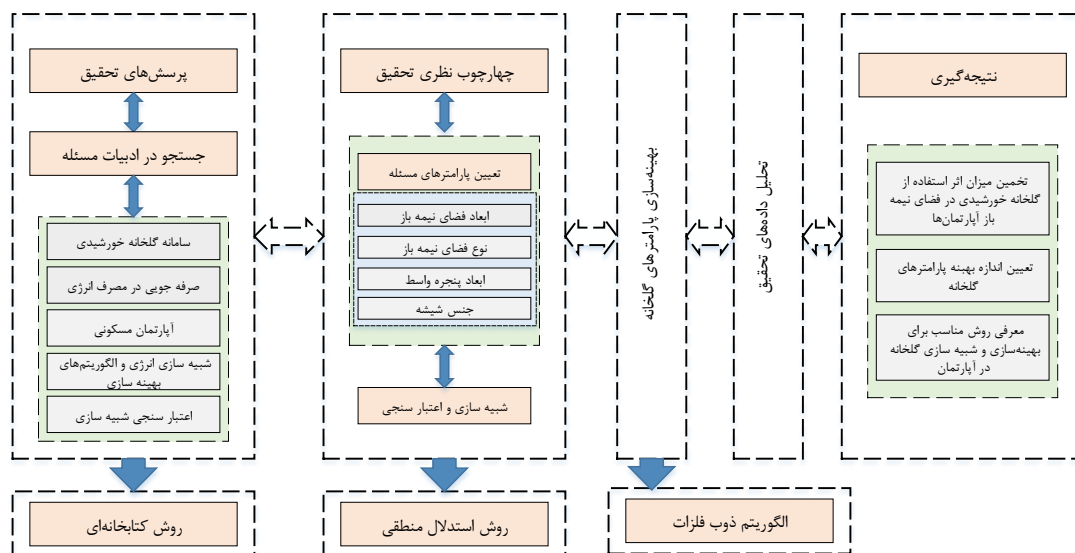 پرسش‌های تحقیق
جستجو در ادبیات مسئله
سامانه گلخانه خورشیدی
صرفه جویی در مصرف انرژی
آپارتمان مسکونی
شبیه سازی انرژی و الگوریتم‌های
بهینه سازی
اعتبار سنجی شبیه سازی
روش کتابخانه‌ای
چهارچوب نظری تحقیق
تعیین پارامترهای مسئله
ابعاد فضای نیمه باز
نوع فضای نیمه باز
ابعاد پنجره واسط
جنس شیشه
شبیه سازی و اعتبار سنجی
روش استدلال منطقی
بهینه‌سازی پارامترهای گلخانه
الگوریتم ذوب فلزات
تحلیل داده‌های تحقیق
نتیجه‌گیری
تخمین میزان اثر استفاده از
گلخانه خورشیدی در فضای نیمه
باز آپارتمان‌ها
تعیین اندازه بهینه پارامترهای
گلخانه
معرفی روش مناسب برای
بهینه‌سازی و شبیه سازی گلخانه
در آپارتمان